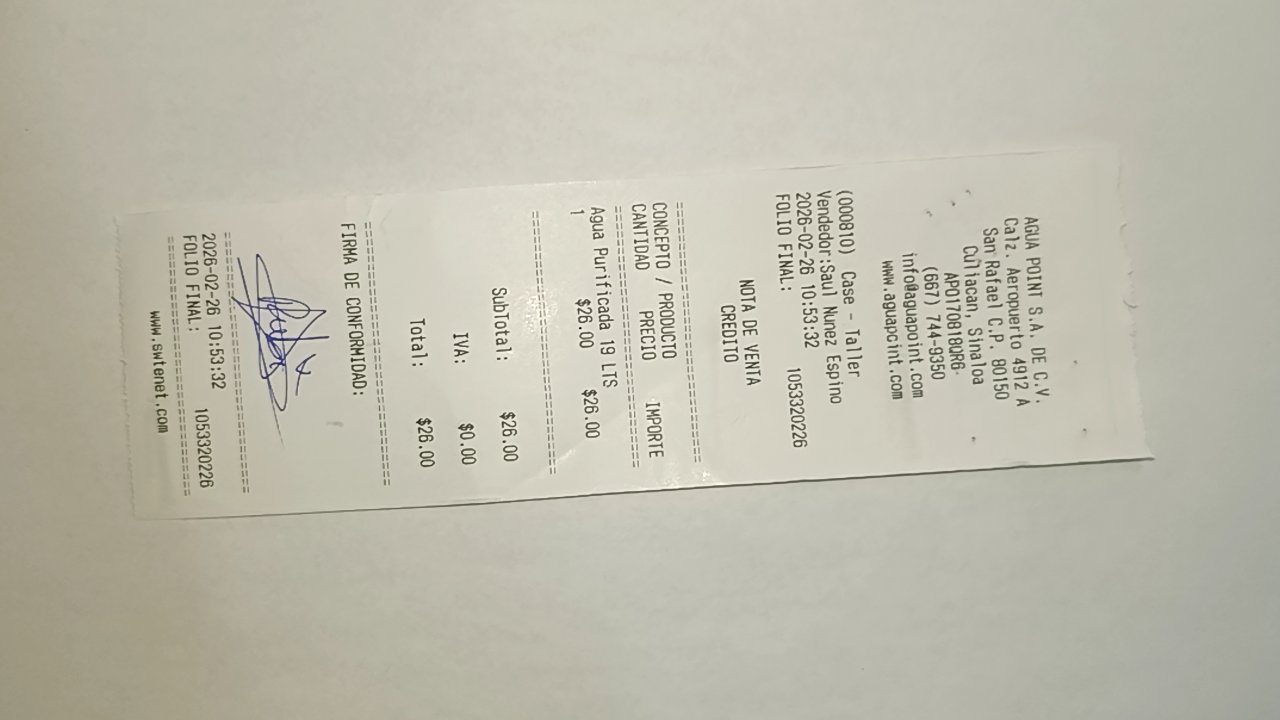 AGUA POINT S.A. DE C.V.
Calz. Aeropuerto 4912 A
San Rafael C.P. 80150
Culiacan, Sinaloa
APO170818QR6
(667) 744-9350
info@aguapoint.com
www.aguapoint.com
(000810) Case - Taller
Vendedor:Saul Nunez Espino
2026-02-26 10:53:32
FOLIO FINAL: 1053320226
NOTA DE VENTA
CREDITO
==============================
CONCEPTO / PRODUCTO
CANTIDAD PRECIO IMPORTE
==============================
Agua Purificada 19 LTS
1 $26.00 $26.00
==============================
SubTotal: $26.00
IVA: $0.00
Total: $26.00
==============================
FIRMA DE CONFORMIDAD:
==============================
2026-02-26 10:53:32
FOLIO FINAL: 1053320226
==============================
www.swtenet.com